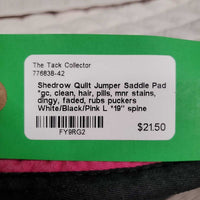 The Tack Collector
776838-42
Shedrow Quilt Jumper Saddle Pad
*gc, clean, hair, pills, mnr stains,
dingy, faded, rubs puckers
White/Black/Pink L *19" spine
FY9RG2
$21.50